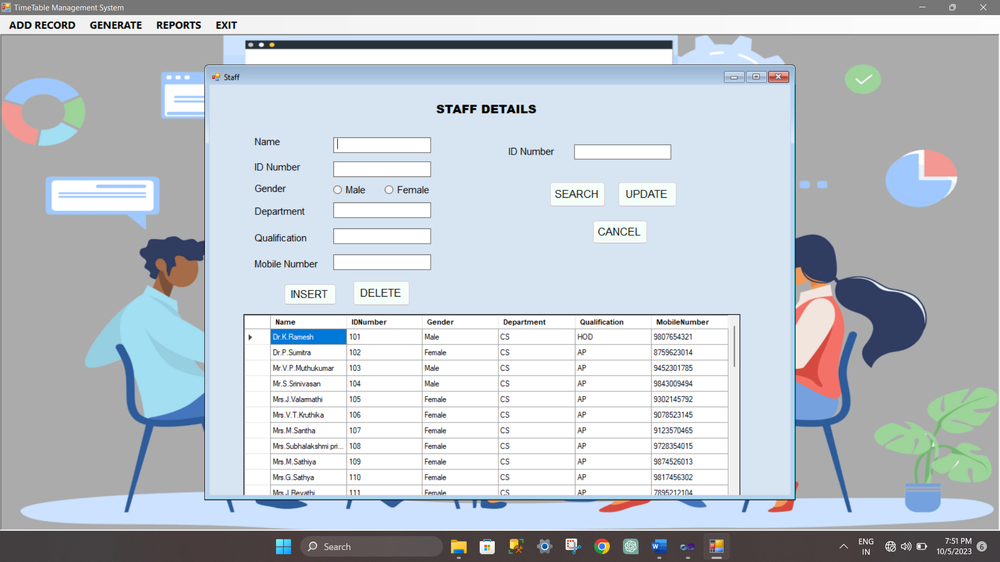 TimeTable Management System
ADD RECORD GENERATE REPORTS EXIT
Staff
STAFF DETAILS
Name
ID Number
ID Number
Gender Male Female
SEARCH UPDATE
Department
CANCEL
Qualification
Mobile Number
INSERT DELETE
Name IDNumber Gender Department Qualification MobileNumber
Dr.K.Ramesh 101 Male CS HOD 9807654321
Dr.P.Sumitra 102 Female CS AP 8759623014
Mr.V.P.Muthukumar 103 Male CS AP 9452301785
Mr.S.Srinivasan 104 Male CS AP 9843009494
Mrs.J.Valarmathi 105 Female CS AP 9302145792
Mrs.V.T.Kruthika 106 Female CS AP 9078523145
Mrs.M.Santha 107 Female CS AP 9123570465
Mrs.Subhalakshmi pri... 108 Female CS AP 9728354015
Mrs.M.Sathiya 109 Female CS AP 9874526013
Mrs.G.Sathya 110 Female CS AP 9817456302
Mrs.J.Revathi 111 Female CS AP 7895212104
Search
ENG
IN
7:51 PM
10/5/2023
6